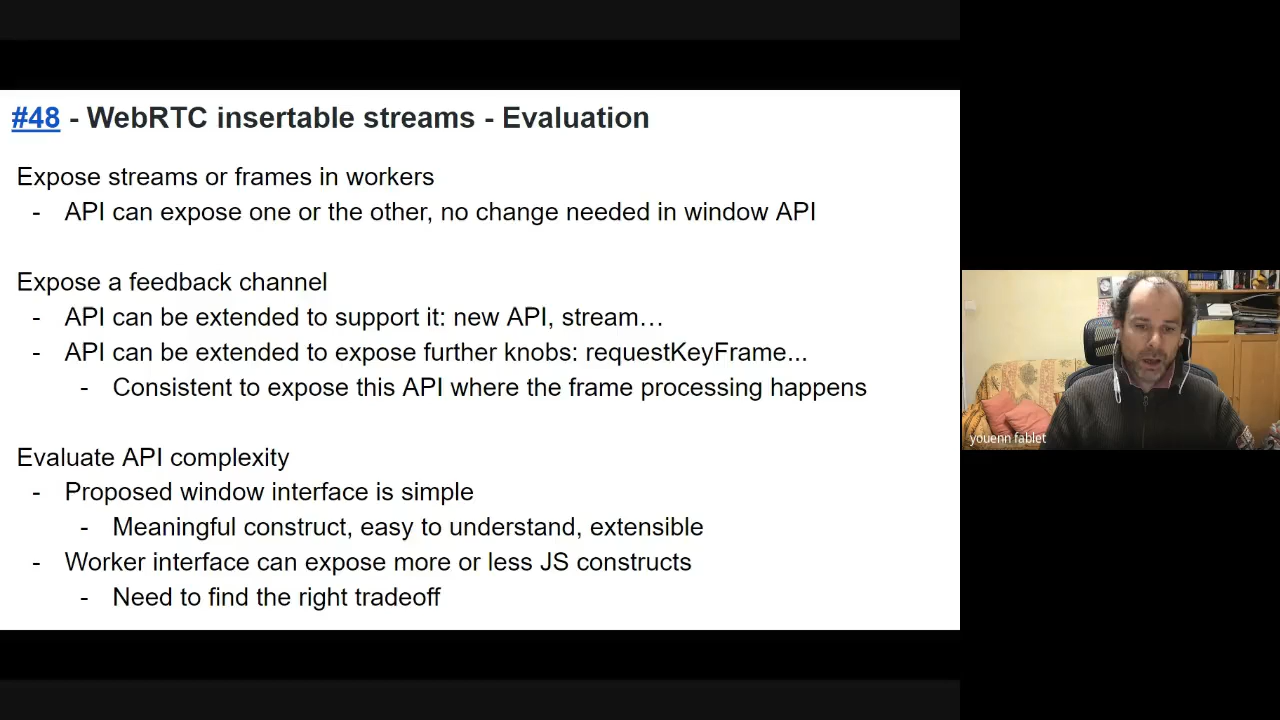 #48 - WebRTC insertable streams - Evaluation
Expose streams or frames in workers
- API can expose one or the other, no change needed in window API
Expose a feedback channel
- API can be extended to support it: new API, stream…
- API can be extended to expose further knobs: requestKeyFrame...
- Consistent to expose this API where the frame processing happens
Evaluate API complexity
- Proposed window interface is simple
- Meaningful construct, easy to understand, extensible
- Worker interface can expose more or less JS constructs
- Need to find the right tradeoff
youenn fablet